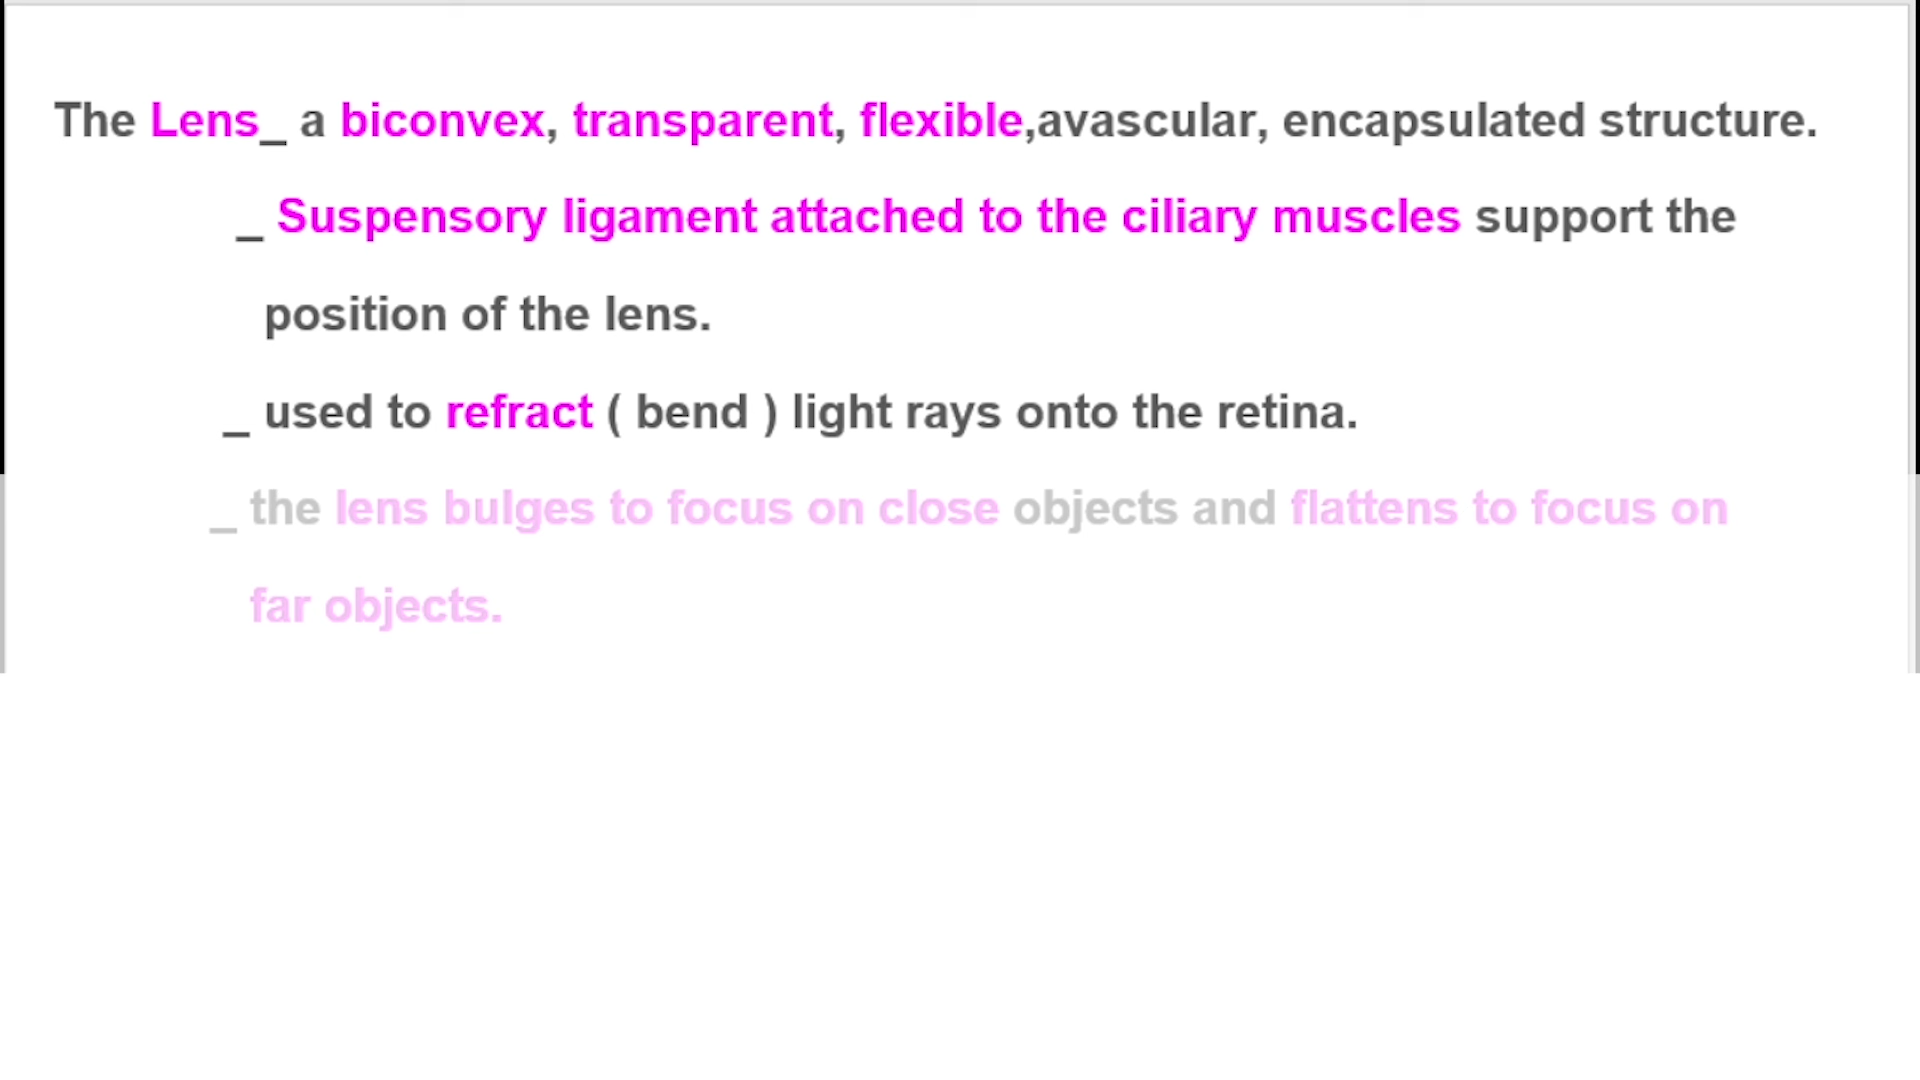 The Lens_ a biconvex, transparent, flexible,avascular, encapsulated structure.
_ Suspensory ligament attached to the ciliary muscles support the
position of the lens.
_ used to refract ( bend ) light rays onto the retina.
_ the lens bulges to focus on close objects and flattens to focus on
far objects.